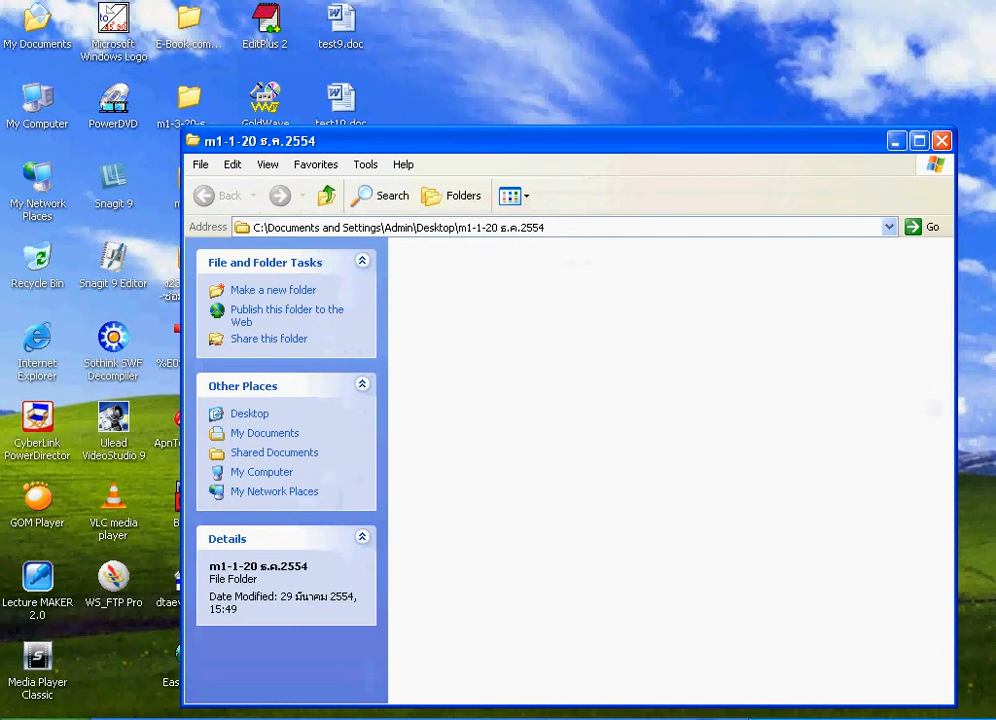 My Documents
Microsoft
Windows Logo
E-Book-com...
EditPlus 2
test9.doc
My Computer
PowerDVD
m1-3-20-s...
GoldWave
test10.doc
m1-1-20 ธ.ค.2554
File Edit View Favorites Tools Help
Back
Search
Folders
Address
C:\Documents and Settings\Admin\Desktop\m1-1-20 ธ.ค.2554
Go
My Network
Places
Snagit 9
Recycle Bin
Snagit 9 Editor
Internet
Explorer
Sothink SWF
Decompiler
CyberLink
PowerDirector
Ulead
VideoStudio 9
GOM Player
VLC media
player
Lecture MAKER
2.0
WS_FTP Pro
Media Player
Classic
File and Folder Tasks
Make a new folder
Publish this folder to the
Web
Share this folder
Other Places
Desktop
My Documents
Shared Documents
My Computer
My Network Places
Details
m1-1-20 ธ.ค.2554
File Folder
Date Modified: 29 มีนาคม 2554,
15:49